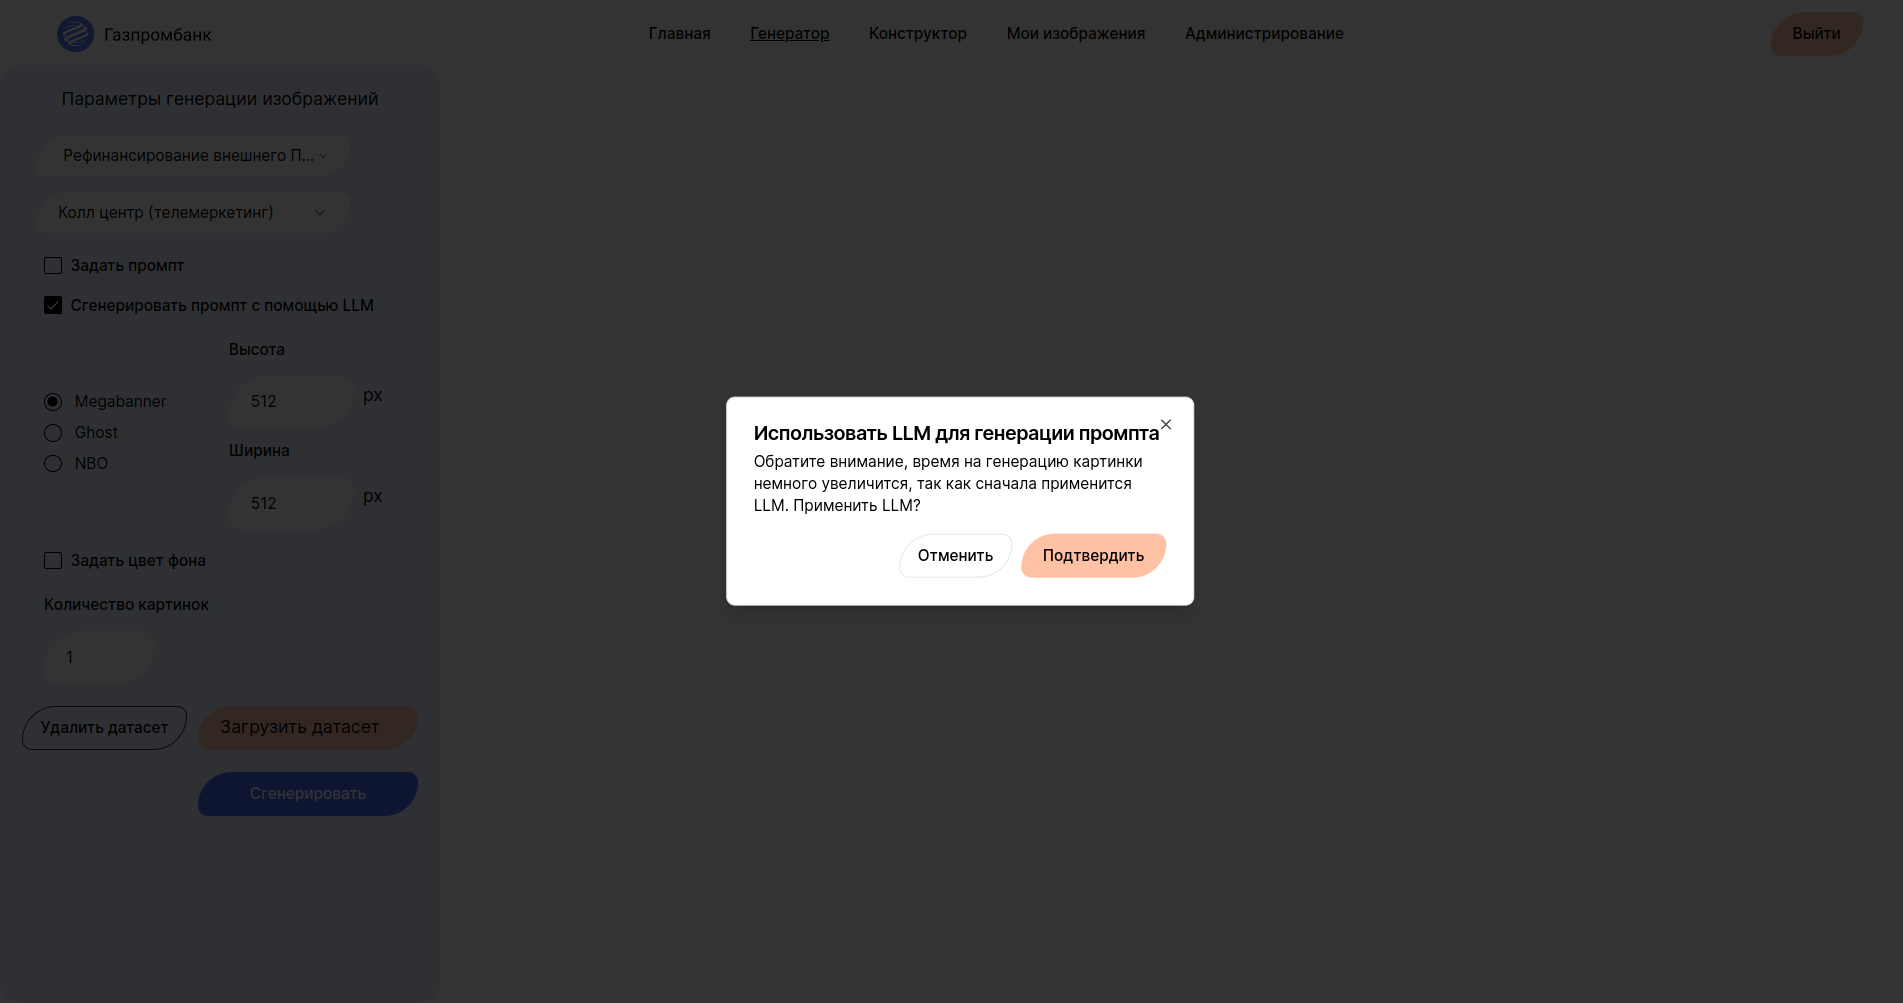 Газпромбанк
Главная
Генератор
Конструктор
Мои изображения
Администрирование
Выйти
Параметры генерации изображений
Рефинансирование внешнего П...
Колл центр (телемаркетинг)
Задать промпт
Сгенерировать промпт с помощью LLM
Высота
512
px
Megabanner
Ghost
NBO
Ширина
512
px
Задать цвет фона
Количество картинок
1
Удалить датасет
Загрузить датасет
Сгенерировать
Использовать LLM для генерации промпта
Обратите внимание, время на генерацию картинки
немного увеличится, так как сначала применится
LLM. Применить LLM?
Отменить
Подтвердить